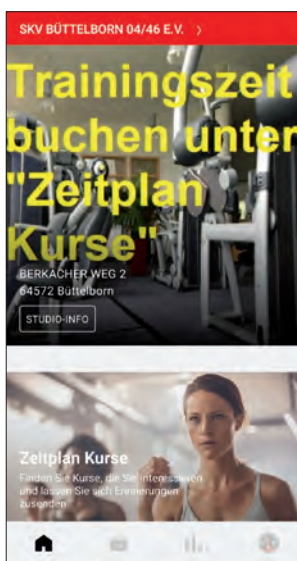 SKV BÜTTELBORN 04/46 E.V. >
Trainingszeit
buchen unter
"Zeitplan
Kurse"
BERKACHER WEG 2
64572 Büttelborn
STUDIO-INFO
Zeitplan Kurse
Finden Sie Kurse, die Sie interessieren
und lassen Sie sich Erinnerungen
zusenden